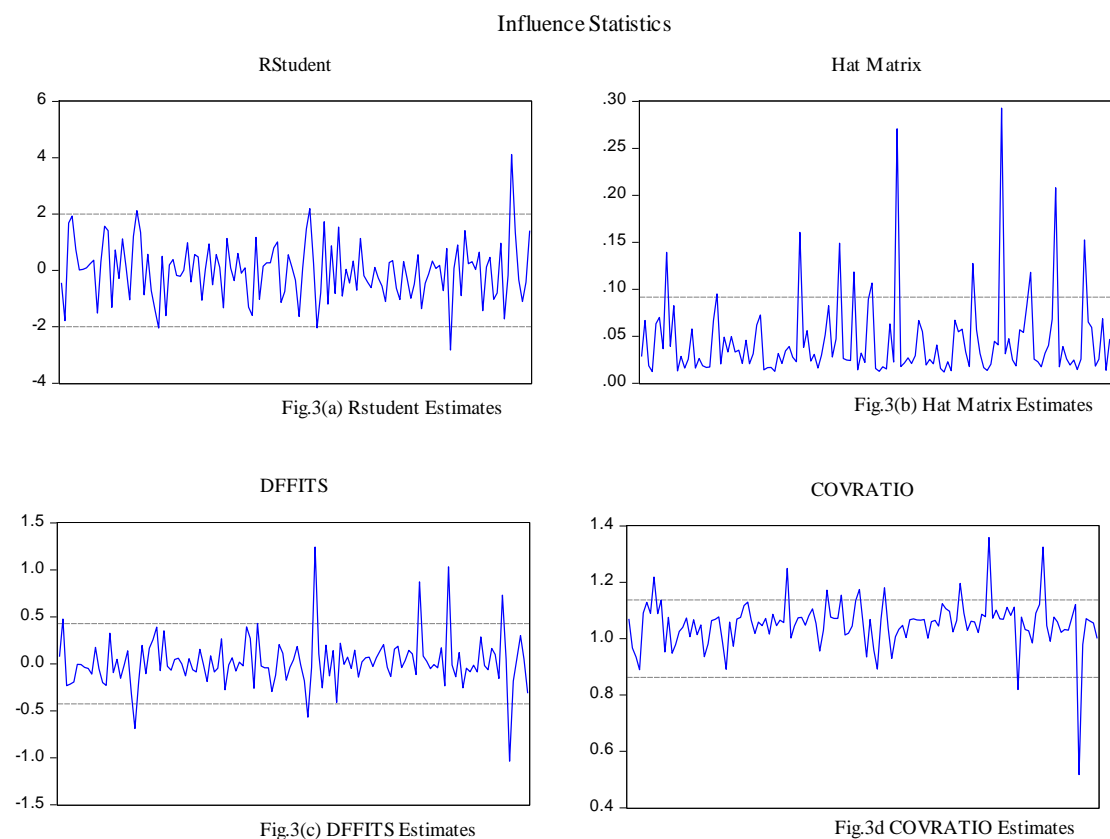 Influence Statistics
RStudent
Hat Matrix
6
4
2
0
-2
-4
.30
.25
.20
.15
.10
.05
.00
Fig.3(a) Rstudent Estimates
Fig.3(b) Hat Matrix Estimates
DFFITS
COVRATIO
1.5
1.0
0.5
0.0
-0.5
-1.0
-1.5
1.4
1.2
1.0
0.8
0.6
0.4
Fig.3(c) DFFITS Estimates
Fig.3d COVRATIO Estimates